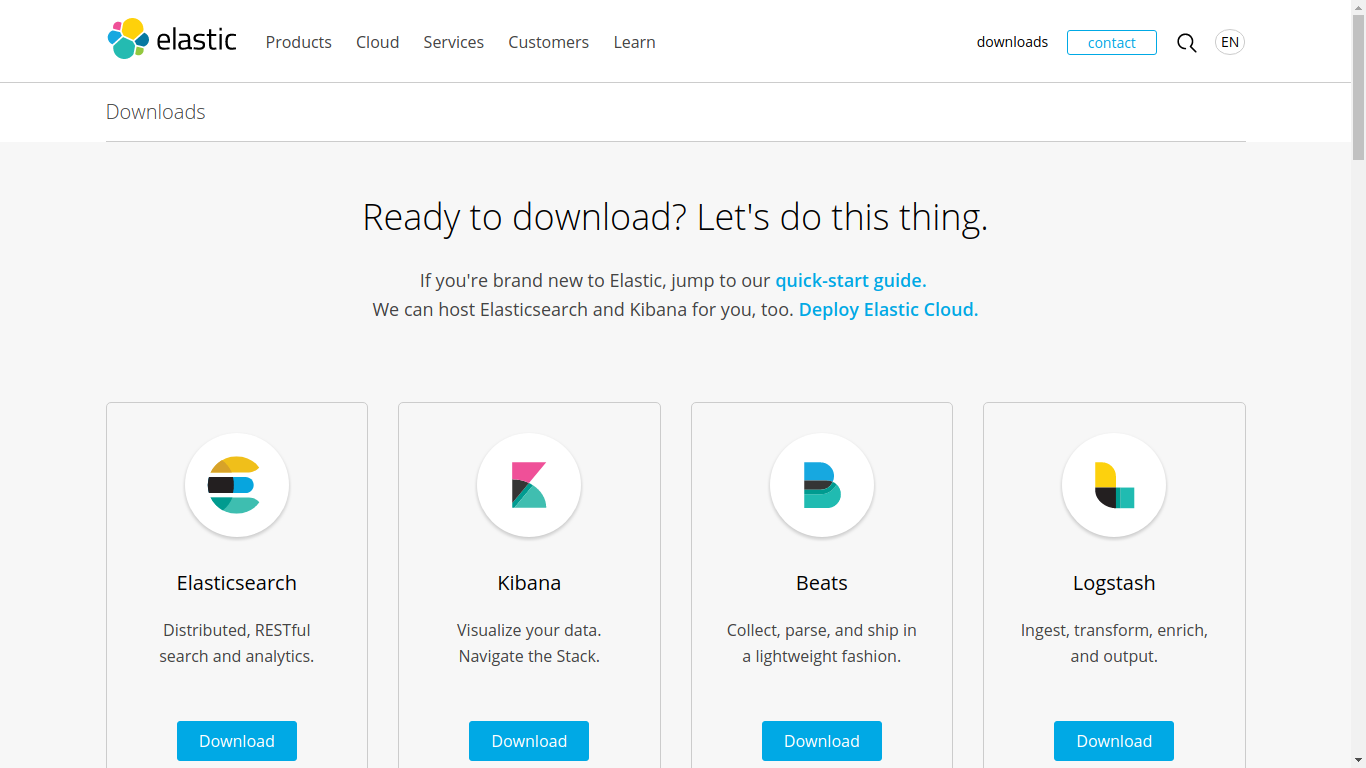 elastic Products Cloud Services Customers Learn downloads contact EN
Downloads
Ready to download? Let's do this thing.
If you're brand new to Elastic, jump to our quick-start guide.
We can host Elasticsearch and Kibana for you, too. Deploy Elastic Cloud.
Elasticsearch
Distributed, RESTful
search and analytics.
Download
Kibana
Visualize your data.
Navigate the Stack.
Download
Beats
Collect, parse, and ship in
a lightweight fashion.
Download
Logstash
Ingest, transform, enrich,
and output.
Download